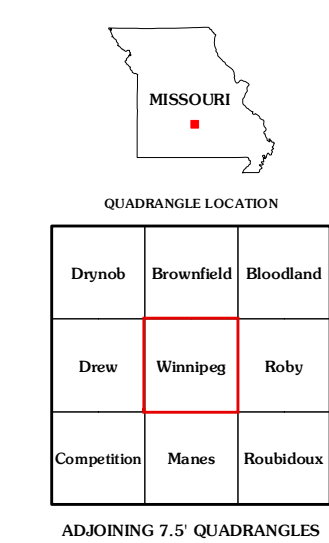 MISSOURI
QUADRANGLE LOCATION
Drynob Brownfield Bloodland
Drew Winnipeg Roby
Competition Manes Roubidoux
ADJOINING 7.5' QUADRANGLES